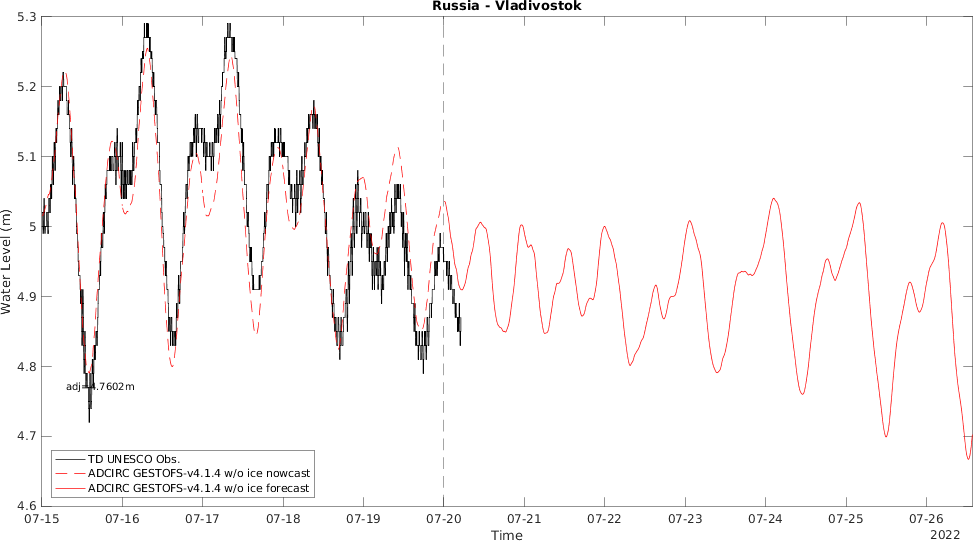 Russia - Vladivostok
5.3
5.2
5.1
5
4.9
4.8
4.7
4.6
Water Level (m)
adj=4.7602m
TD UNESCO Obs.
ADCIRC GESTOFS-v4.1.4 w/o ice nowcast
ADCIRC GESTOFS-v4.1.4 w/o ice forecast
07-15 07-16 07-17 07-18 07-19 07-20 07-21 07-22 07-23 07-24 07-25 07-26
Time
2022